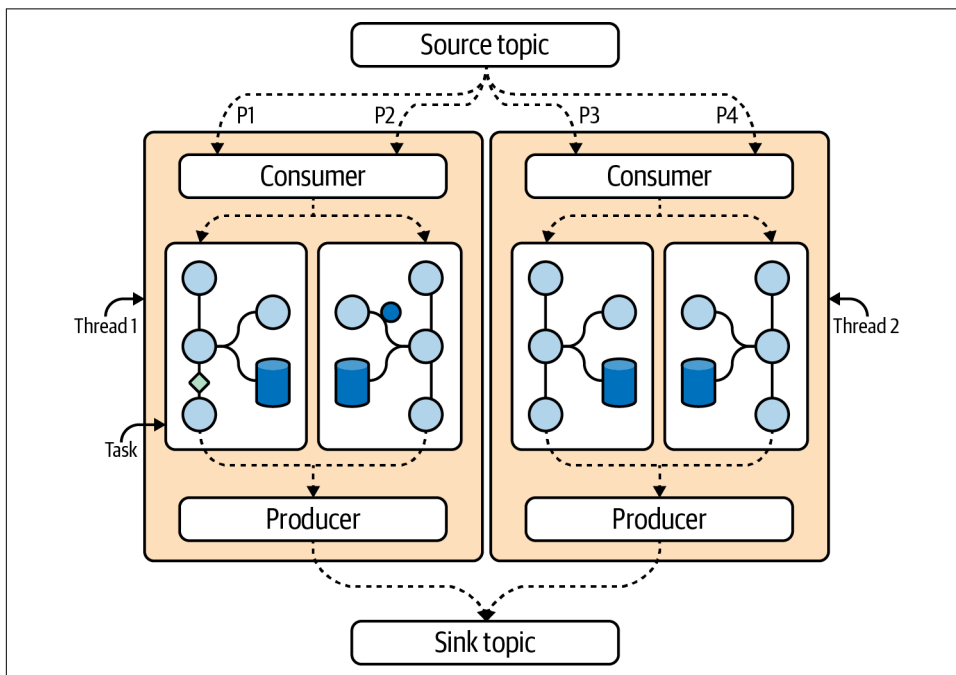 Source topic
P1
P2
P3
P4
Consumer
Consumer
Thread 1
Thread 2
Task
Producer
Producer
Sink topic